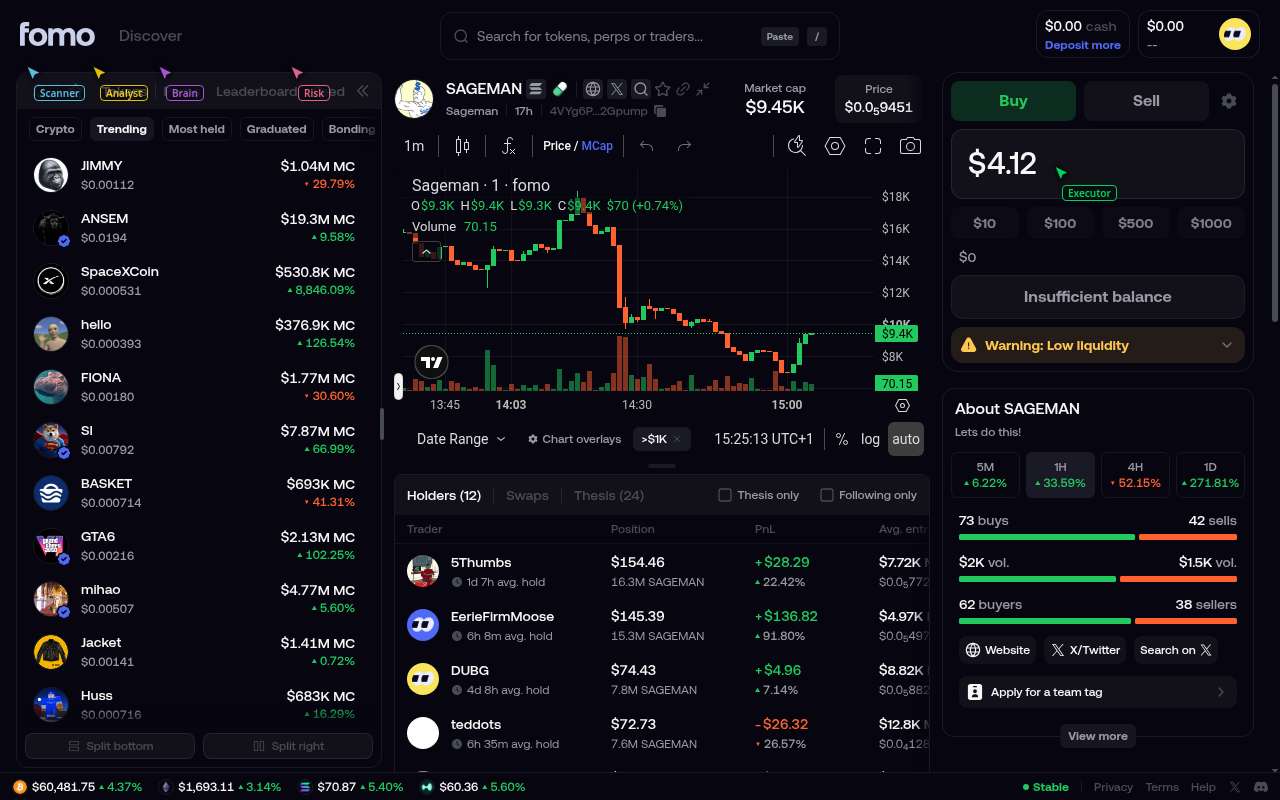 fomo
Discover
Search for tokens, perps or traders...
Paste
/
$0.00 cash
Deposit more
$0.00
--
Scanner
Analyst
Brain
Leaderboard
Risk
Crypto
Trending
Most held
Graduated
Bonding
JIMMY
$0.00112
$1.04M MC
29.79%
ANSEM
$0.0194
$19.3M MC
9.58%
SpaceXCoin
$0.000531
$530.8K MC
8,846.09%
hello
$0.000393
$376.9K MC
126.54%
FIONA
$0.00180
$1.77M MC
30.60%
SI
$0.00792
$7.87M MC
66.99%
BASKET
$0.000714
$693K MC
41.31%
GTA6
$0.00216
$2.13M MC
102.25%
mihao
$0.00507
$4.77M MC
5.60%
Jacket
$0.00141
$1.41M MC
0.72%
Huss
$0.000716
$683K MC
16.29%
Split bottom
Split right
SAGEMAN
Sageman
17h
4VYg6P...2Gpump
Market cap
$9.45K
Price
$0.0₅9451
1m
Price / MCap
Sageman · 1 · fomo
O$9.3K H$9.4K L$9.3K C$9.4K $70 (+0.74%)
Volume 70.15
$18K
$16K
$14K
$12K
$10K
$9.4K
$8K
70.15
13:45
14:03
14:30
15:00
Date Range
Chart overlays
>$1K ×
15:25:13 UTC+1
%
log
auto
Holders (12)
Swaps
Thesis (24)
Thesis only
Following only
Trader
Position
PnL
Avg. entr
5Thumbs
1d 7h avg. hold
$154.46
16.3M SAGEMAN
+$28.29
22.42%
$7.72K
$0.0₅772
EerieFirmMoose
6h 8m avg. hold
$145.39
15.3M SAGEMAN
+$136.82
91.80%
$4.97K
$0.0₅497
DUBG
4d 8h avg. hold
$74.43
7.8M SAGEMAN
+$4.96
7.14%
$8.82K
$0.0₅882
teddots
6h 35m avg. hold
$72.73
7.6M SAGEMAN
-$26.32
26.57%
$12.8K
$0.0₄128
Buy
Sell
$4.12
Executor
$10
$100
$500
$1000
$0
Insufficient balance
Warning: Low liquidity
About SAGEMAN
Lets do this!
5M
6.22%
1H
33.59%
4H
52.15%
1D
271.81%
73 buys
42 sells
$2K vol.
$1.5K vol.
62 buyers
38 sellers
Website
X/Twitter
Search on X
Apply for a team tag
View more
$60,481.75 4.37%
$1,693.11 3.14%
$70.87 5.40%
$60.36 5.60%
Stable
Privacy
Terms
Help